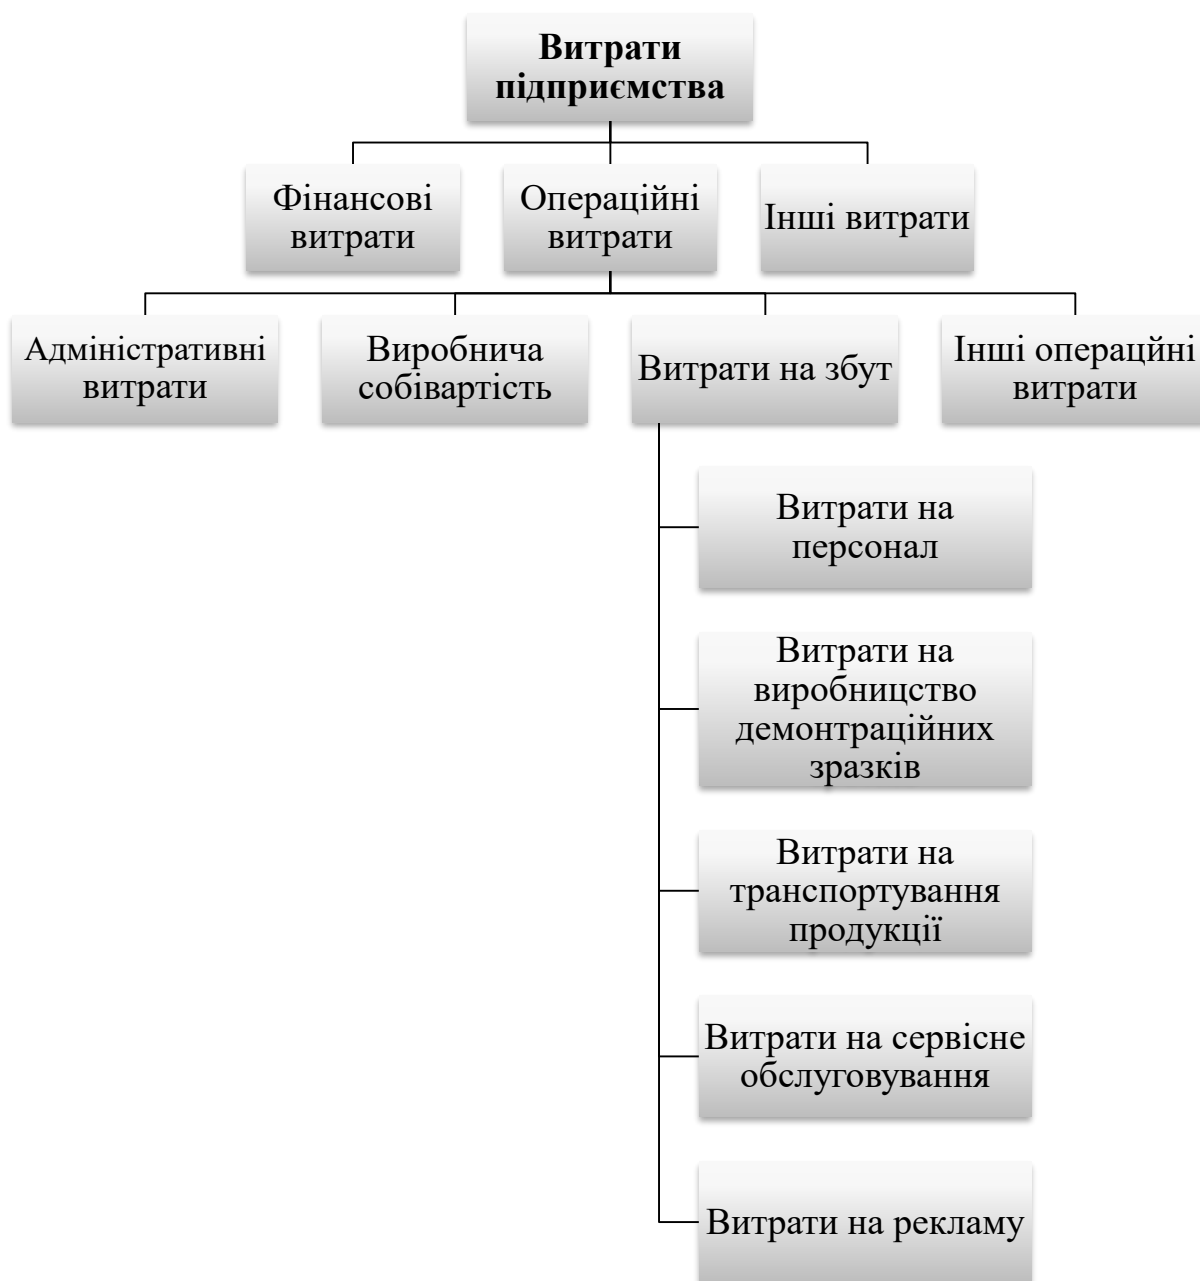 Витрати
підприємства
Фінансові
витрати
Операційні
витрати
Інші витрати
Адміністративні
витрати
Виробнича
собівартість
Витрати на збут
Інші операційні
витрати
Витрати на
персонал
Витрати на
виробницство
демонтраційних
зразків
Витрати на
транспортування
продукції
Витрати на сервісне
обслуговування
Витрати на рекламу